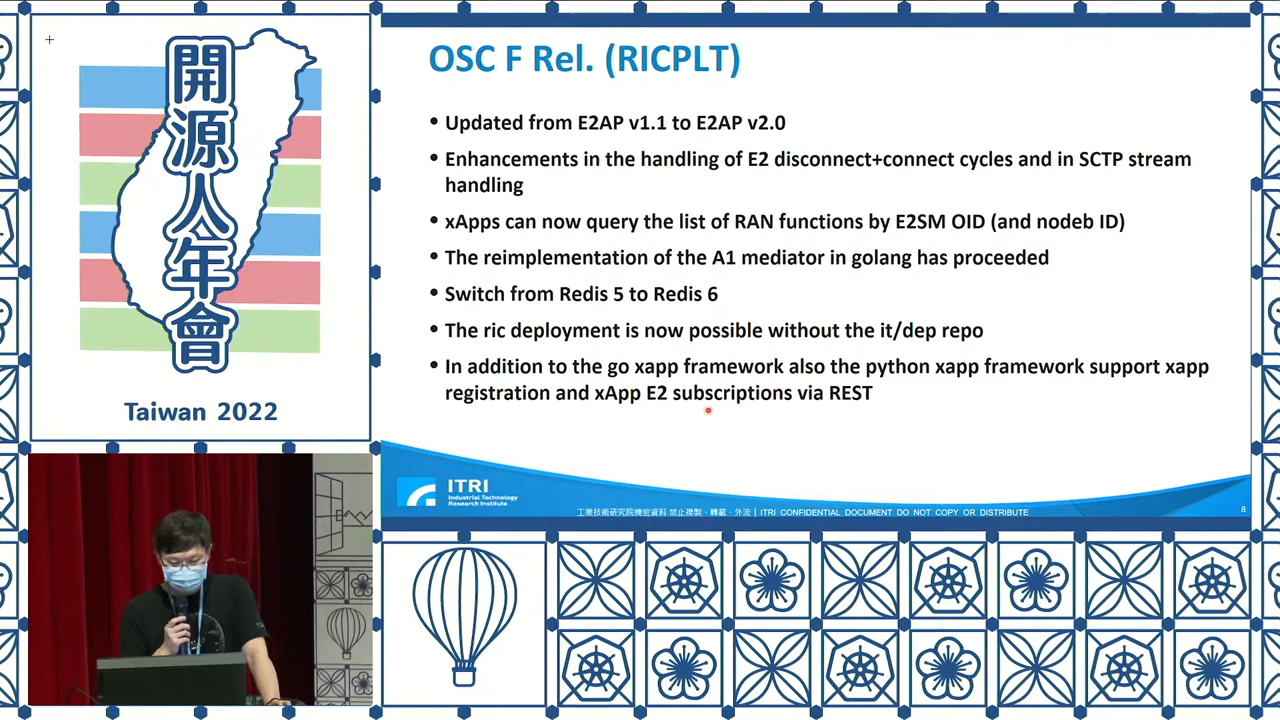 開源人年會
Taiwan 2022
OSC F Rel. (RICPLT)
• Updated from E2AP v1.1 to E2AP v2.0
• Enhancements in the handling of E2 disconnect+connect cycles and in SCTP stream
handling
• xApps can now query the list of RAN functions by E2SM OID (and nodeb ID)
• The reimplementation of the A1 mediator in golang has proceeded
• Switch from Redis 5 to Redis 6
• The ric deployment is now possible without the it/dep repo
• In addition to the go xapp framework also the python xapp framework support xapp
registration and xApp E2 subscriptions via REST
ITRI
Industrial Technology
Research Institute
工業技術研究院機密資料 禁止複製、轉載、外流 | ITRI CONFIDENTIAL DOCUMENT DO NOT COPY OR DISTRIBUTE
8